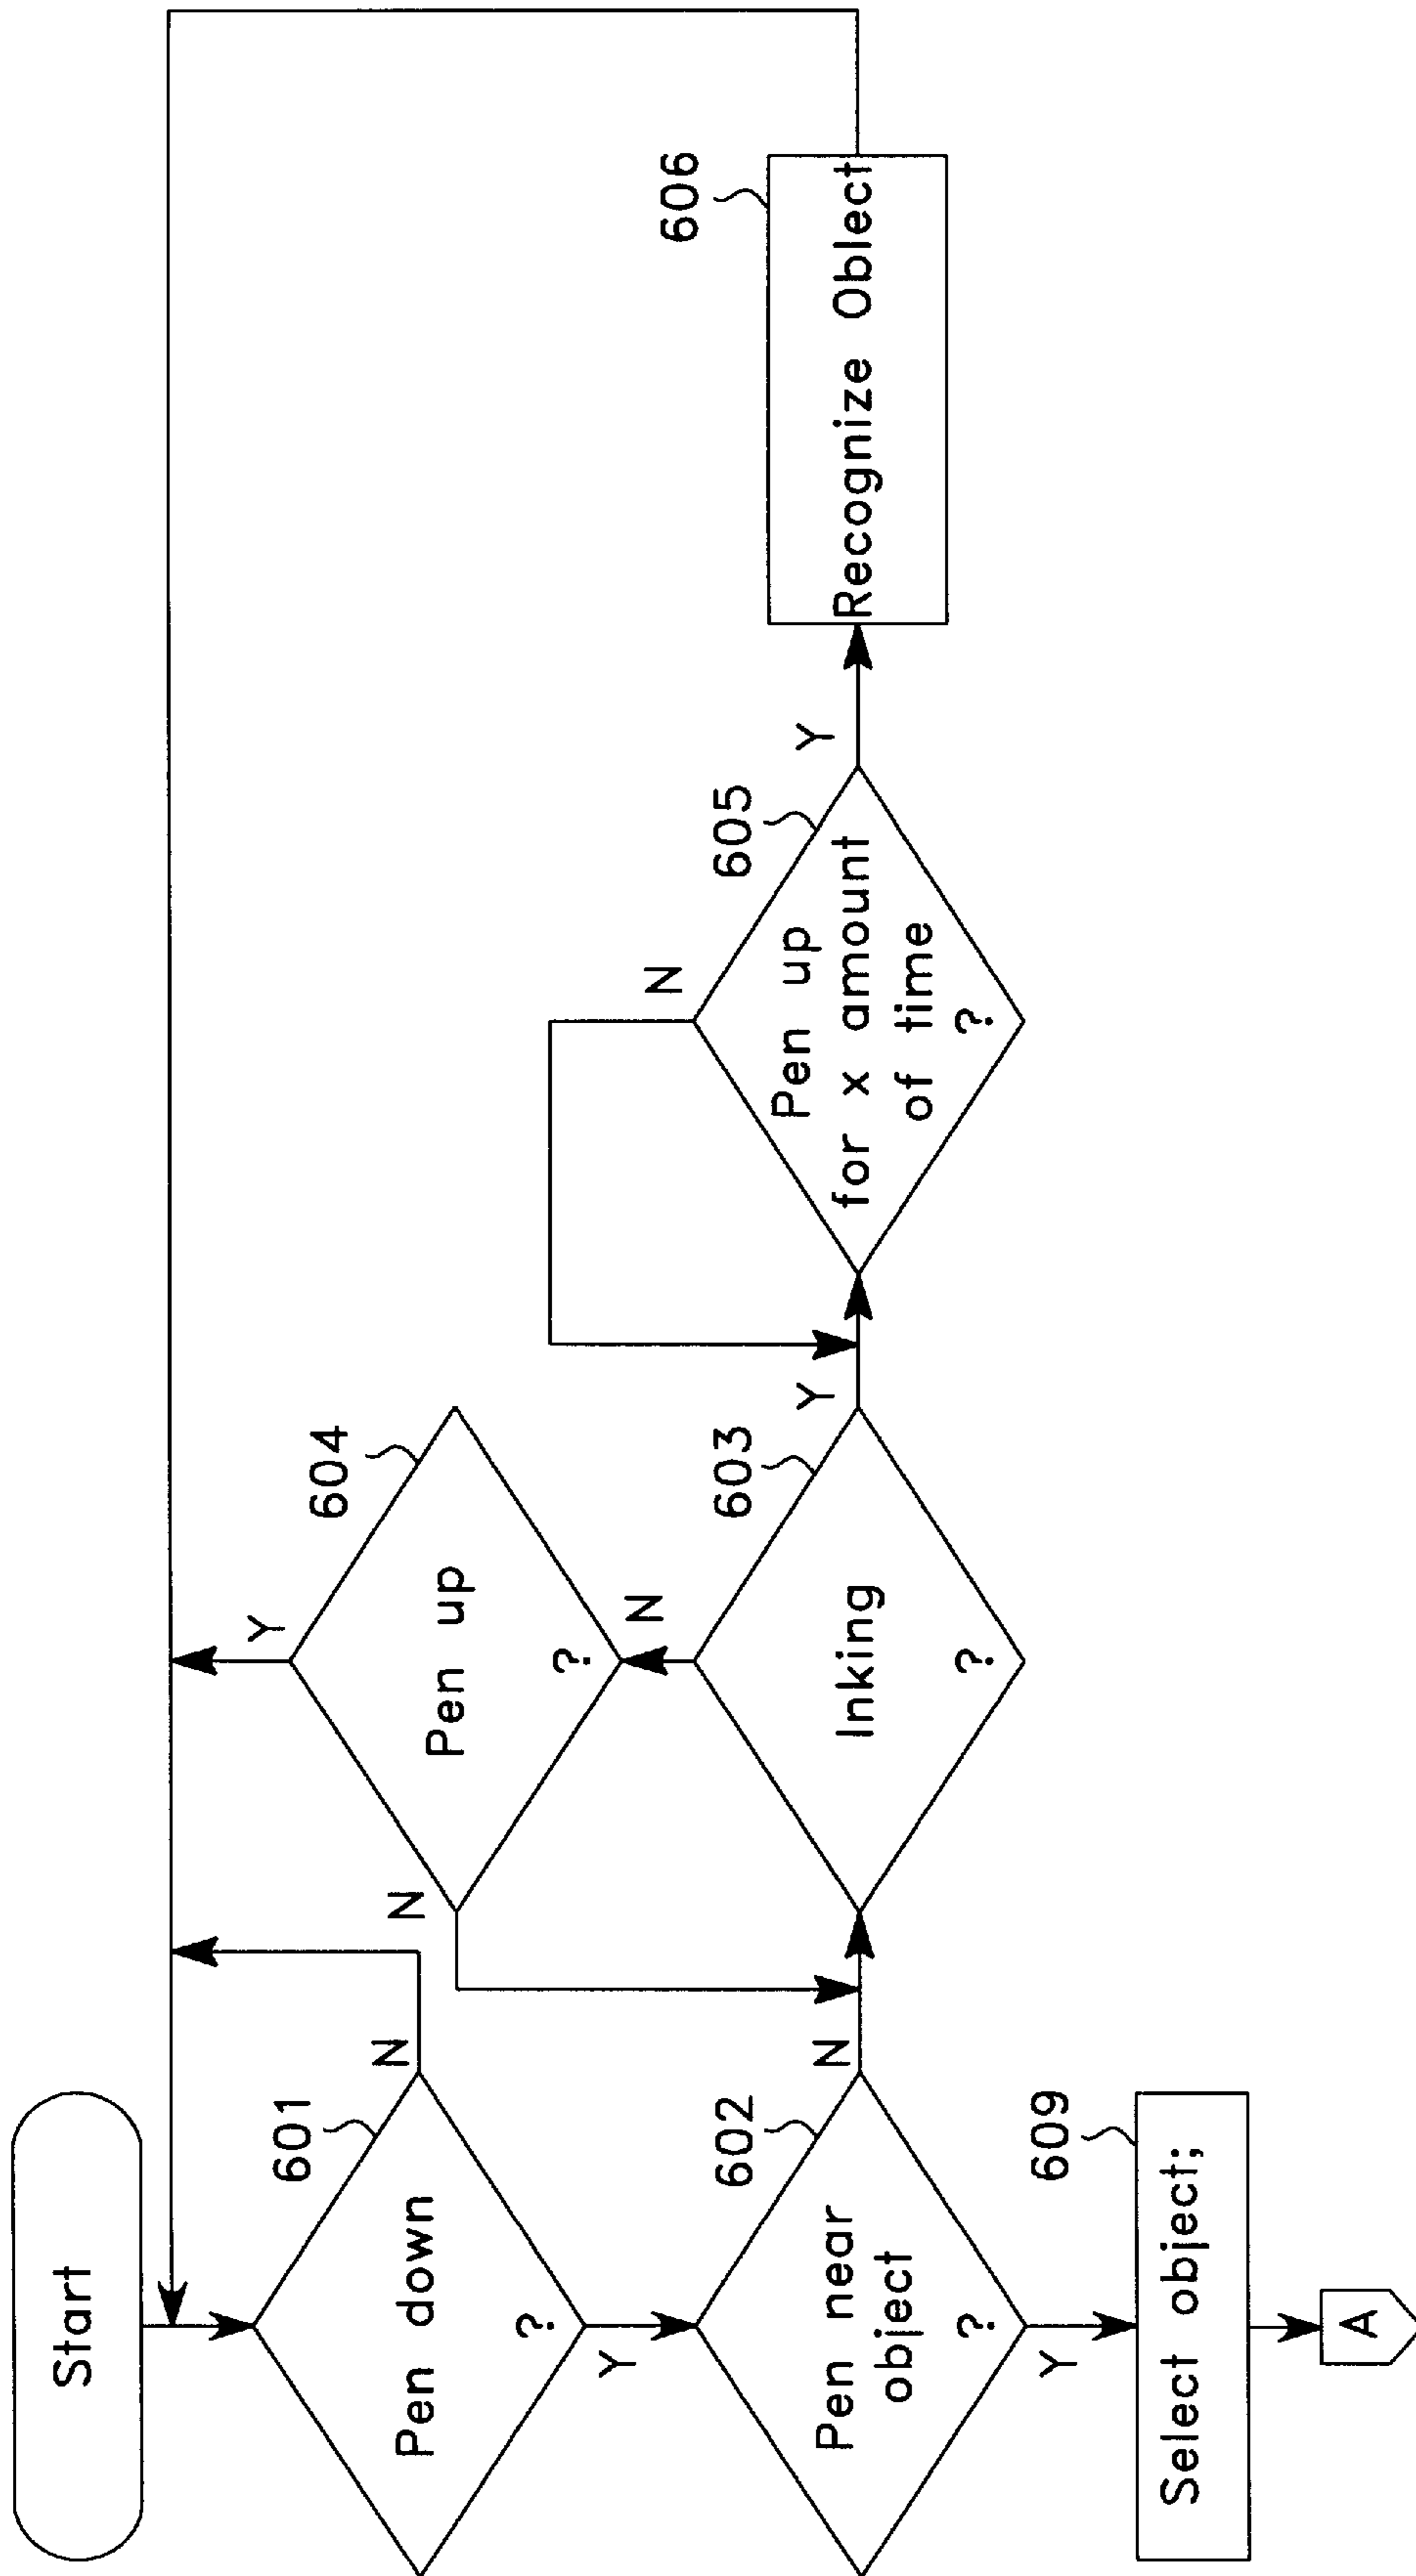 Start
601
Pen down
?
N
Y
602
Pen near
object
?
N
Y
609
Select object;
A
604
Pen up
?
Y
N
603
Inking
?
N
Y
605
Pen up
for x amount
of time
?
N
Y
606
Recognize Oblect